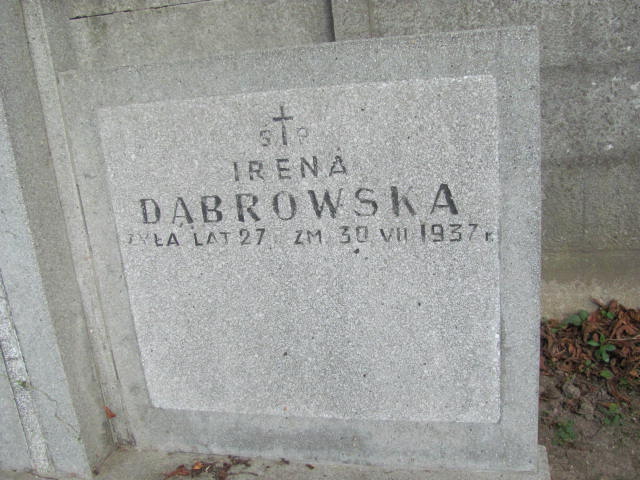 Ś † P
IRENA
DĄBROWSKA
ŻYŁA LAT 27 ZM. 30 VII 1937 R.